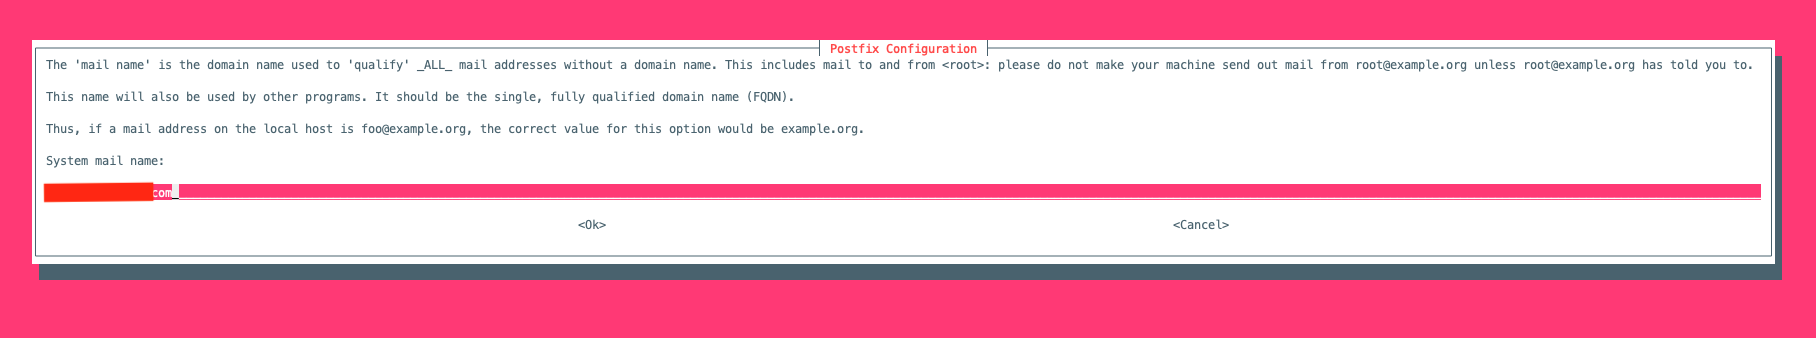 Postfix Configuration
The 'mail name' is the domain name used to 'qualify' _ALL_ mail addresses without a domain name. This includes mail to and from <root>: please do not make your machine send out mail from root@example.org unless root@example.org has told you to.
This name will also be used by other programs. It should be the single, fully qualified domain name (FQDN).
Thus, if a mail address on the local host is foo@example.org, the correct value for this option would be example.org.
System mail name:
com
<Ok> <Cancel>